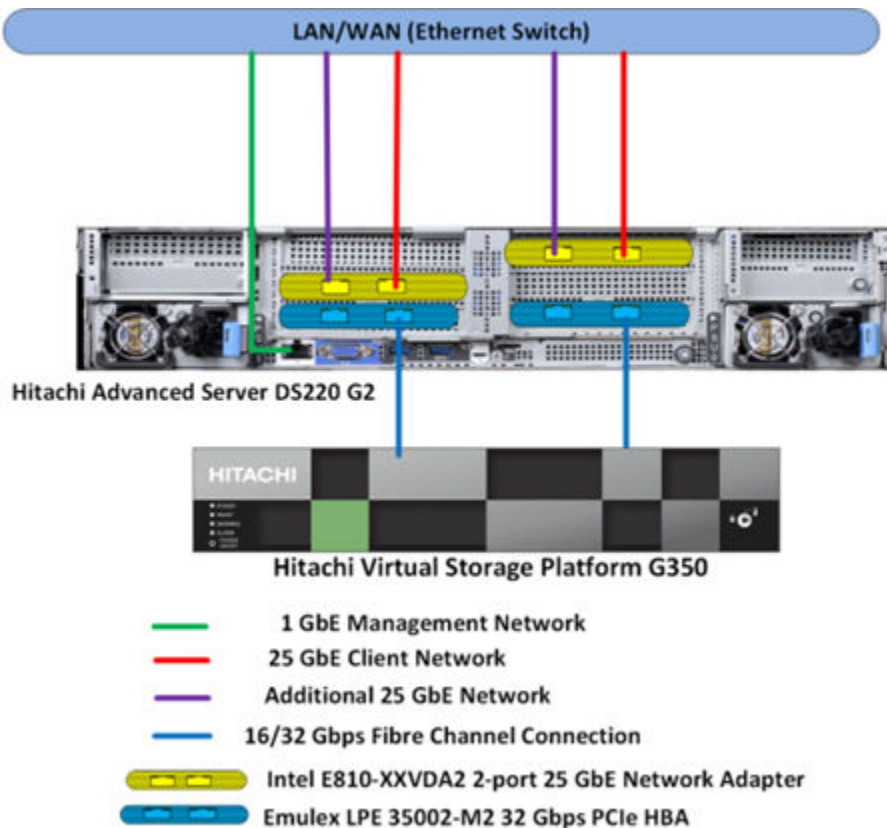 LAN/WAN (Ethernet Switch)
Hitachi Advanced Server DS220 G2
HITACHI
Hitachi Virtual Storage Platform G350
1 GbE Management Network
25 GbE Client Network
Additional 25 GbE Network
16/32 Gbps Fibre Channel Connection
Intel E810-XXVDA2 2-port 25 GbE Network Adapter
Emulex LPE 35002-M2 32 Gbps PCIe HBA